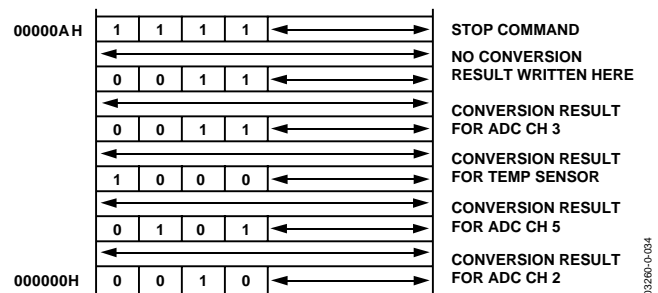 00000AH 1 1 1 1 STOP COMMAND
NO CONVERSION
0 0 1 1 RESULT WRITTEN HERE
CONVERSION RESULT
0 0 1 1 FOR ADC CH 3
CONVERSION RESULT
1 0 0 0 FOR TEMP SENSOR
CONVERSION RESULT
0 1 0 1 FOR ADC CH 5
CONVERSION RESULT
000000H 0 0 1 0 FOR ADC CH 2
03260-0-034